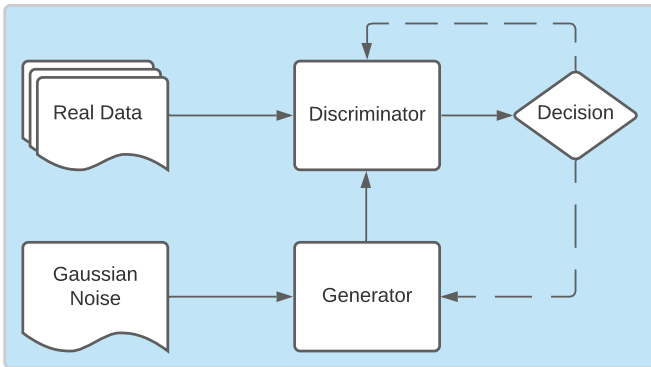 Real Data
Discriminator
Decision
Gaussian
Noise
Generator